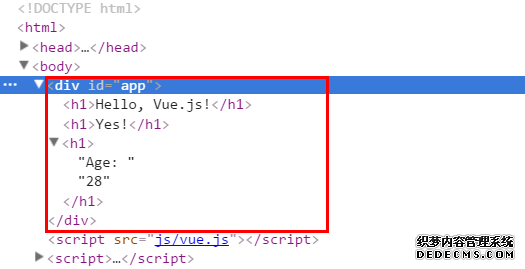 <!DOCTYPE html>
<html>
<head>…</head>
<body>
<div id="app">
<h1>Hello, Vue.js!</h1>
<h1>Yes!</h1>
<h1>
"Age: "
"28"
</h1>
</div>
<script src="js/vue.js"></script>
<script>…</script>
织梦内容管理系统
DEDECMS.COM